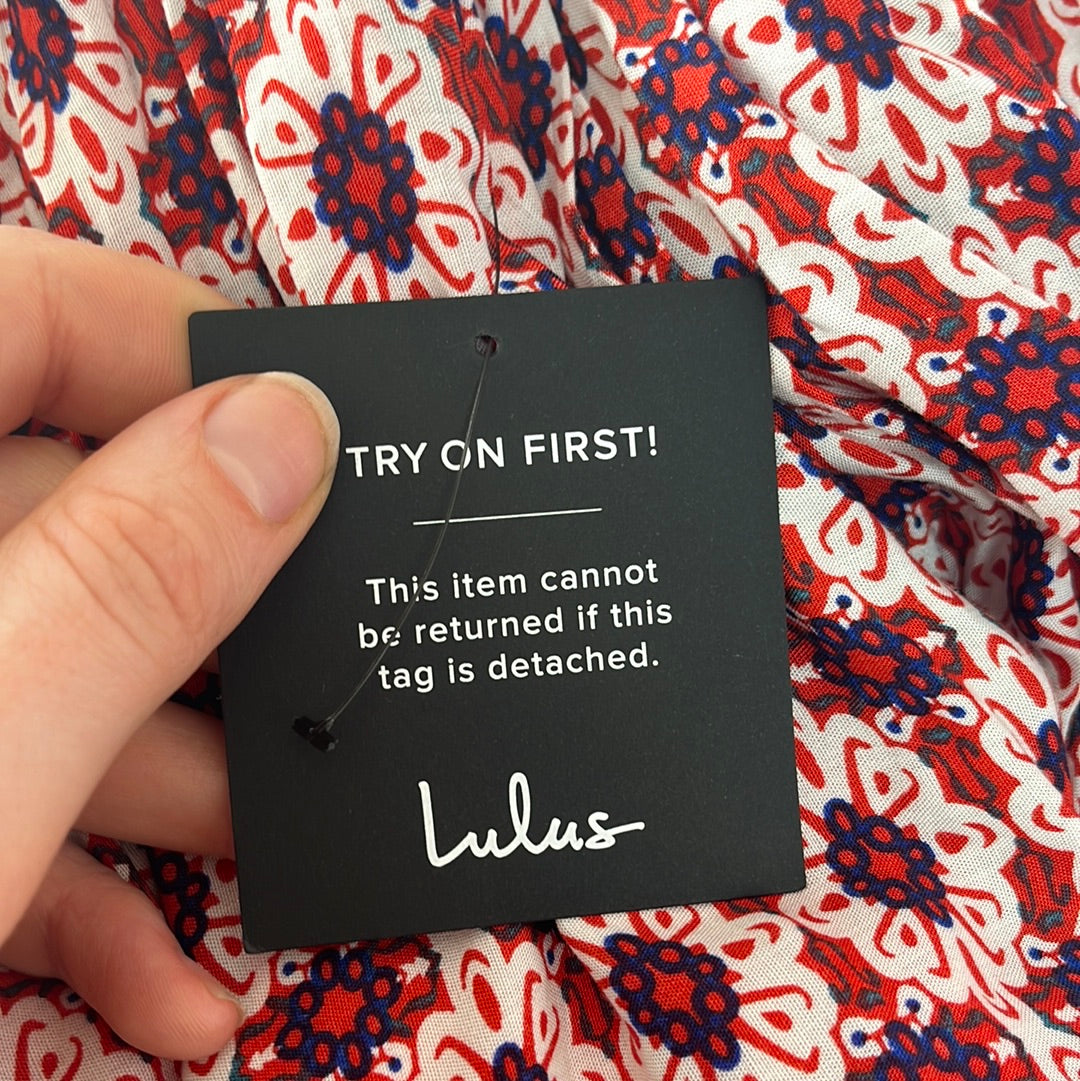 TRY ON FIRST!
This item cannot
be returned if this
tag is detached.
Lulus